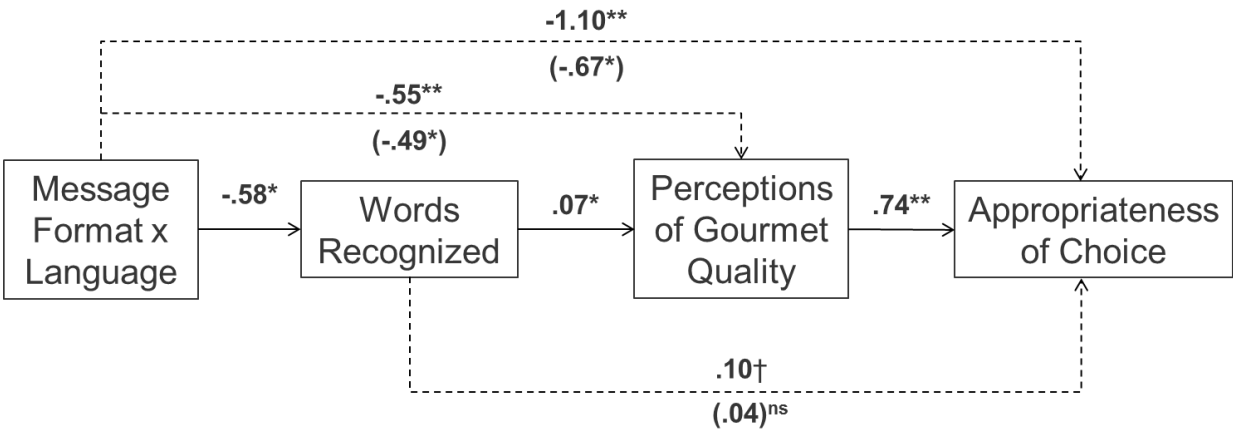 -1.10**
(-.67*)
-.55**
(-.49*)
Message
Format x
Language
-.58*
Words
Recognized
.07*
Perceptions
of Gourmet
Quality
.74**
Appropriateness
of Choice
.10†
(.04)ⁿˢ